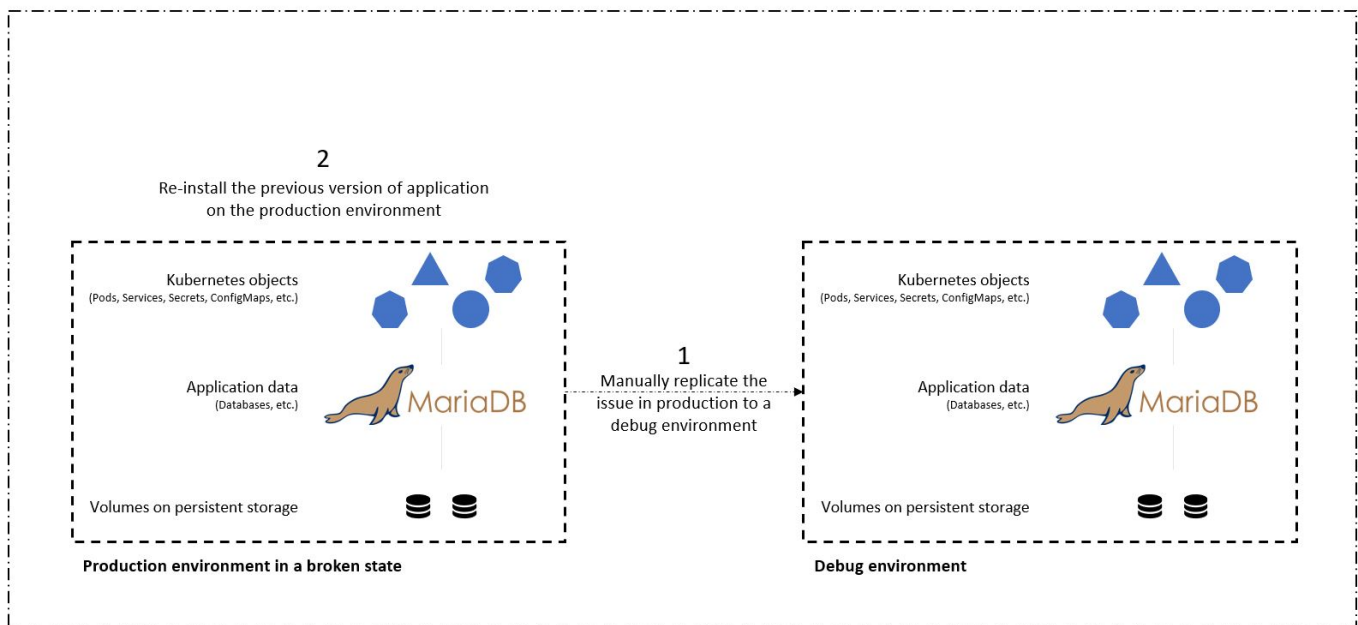 2
Re-install the previous version of application
on the production environment
Kubernetes objects
(Pods, Services, Secrets, ConfigMaps, etc.)
Application data
(Databases, etc.)
MariaDB
Volumes on persistent storage
Production environment in a broken state
1
Manually replicate the
issue in production to a
debug environment
Kubernetes objects
(Pods, Services, Secrets, ConfigMaps, etc.)
Application data
(Databases, etc.)
MariaDB
Volumes on persistent storage
Debug environment